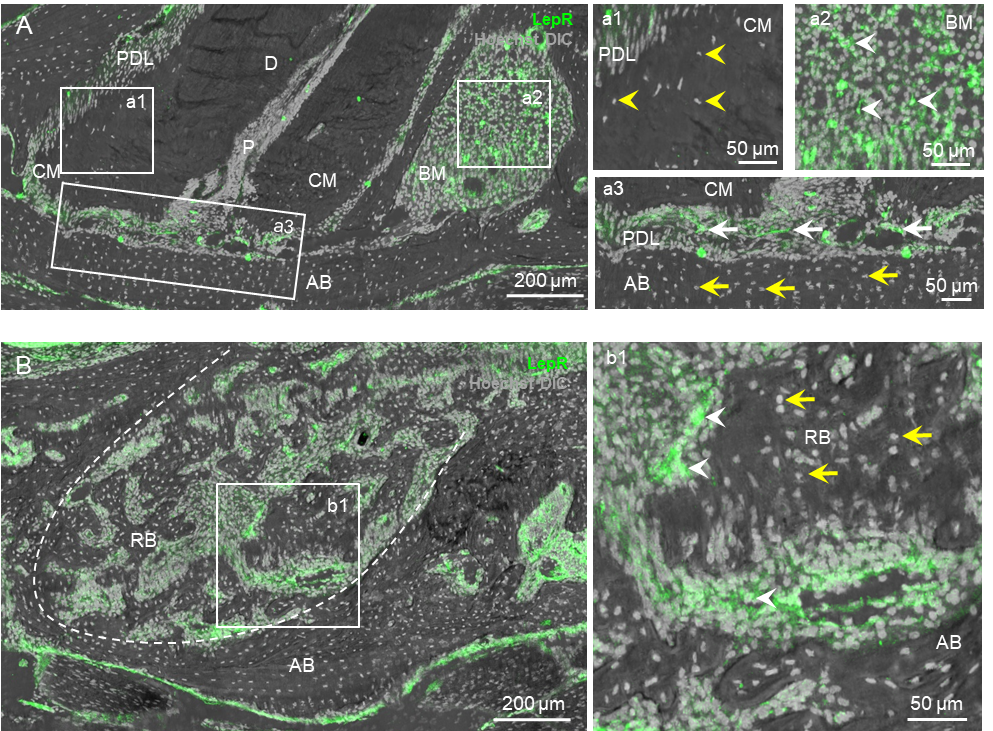 A
LepR
Hoechst DIC
PDL
D
a1
a2
P
CM
CM
BM
a3
AB
200 µm
a1
CM
PDL
50 µm
a2
BM
50 µm
CM
a3
PDL
AB
50 µm
B
LepR
Hoechst DIC
b1
RB
AB
200 µm
b1
RB
AB
50 µm